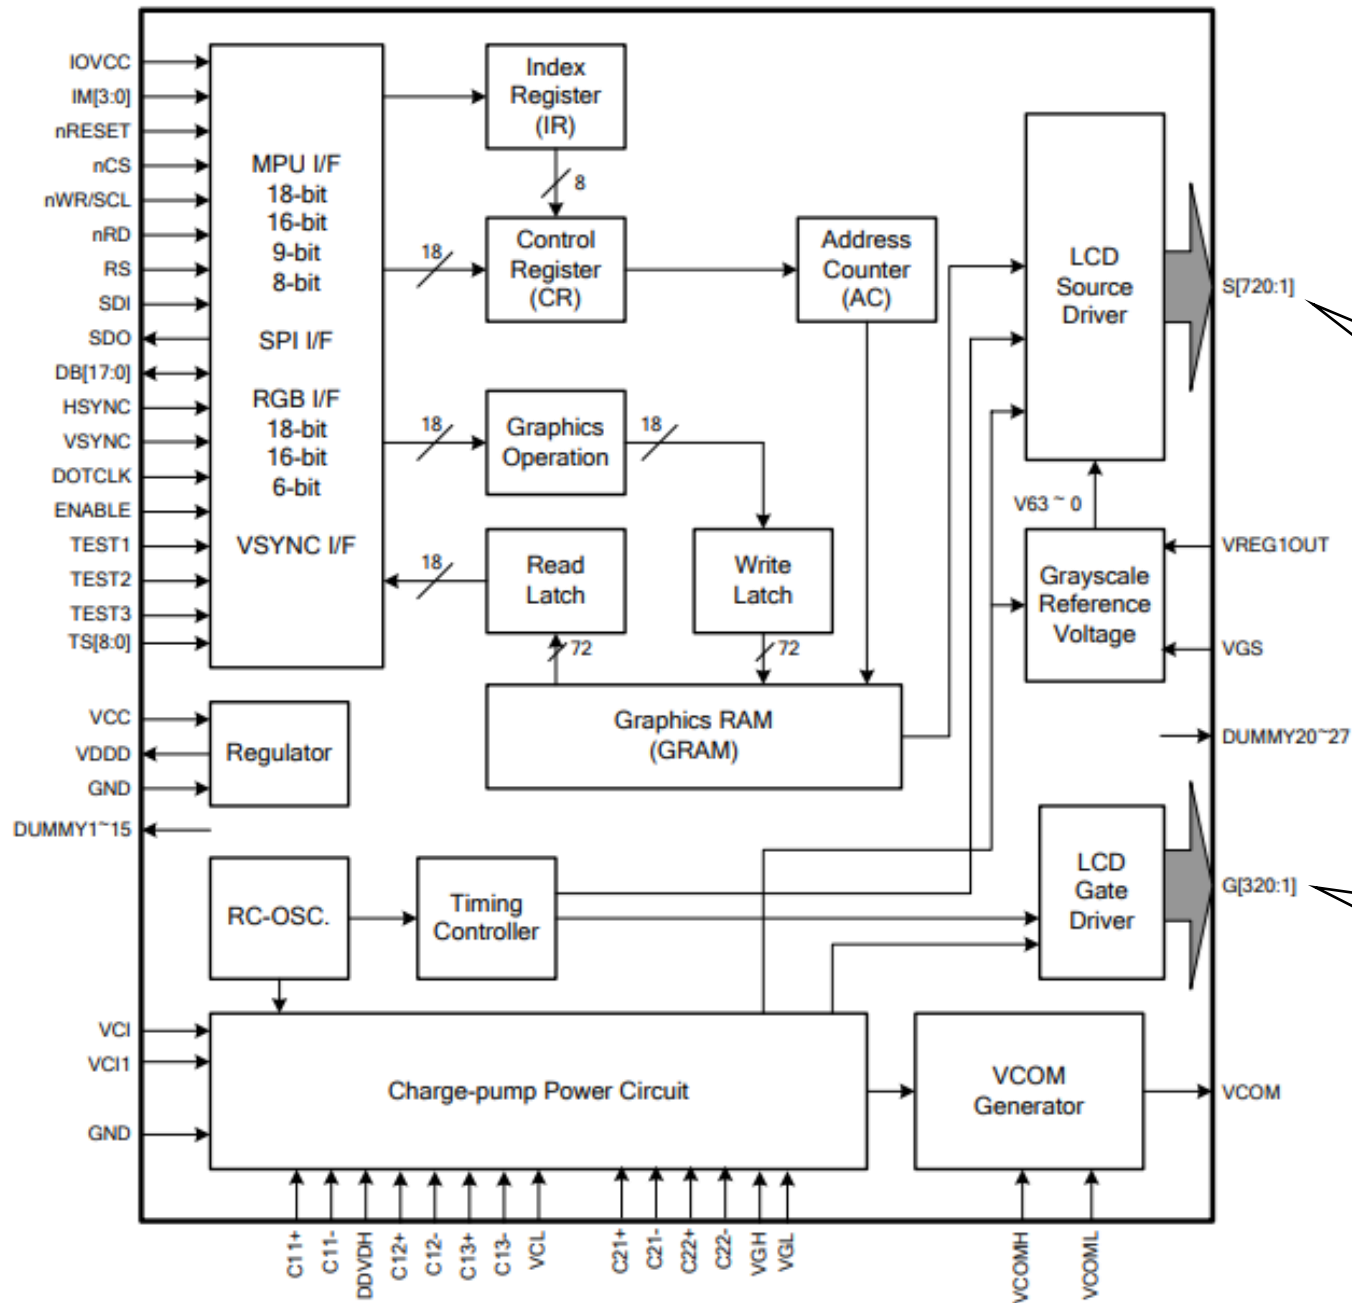 IOVCC
IM[3:0]
nRESET
nCS
nWR/SCL
nRD
RS
SDI
SDO
DB[17:0]
HSYNC
VSYNC
DOTCLK
ENABLE
TEST1
TEST2
TEST3
TS[8:0]
MPU I/F
18-bit
16-bit
9-bit
8-bit
SPI I/F
RGB I/F
18-bit
16-bit
6-bit
VSYNC I/F
Index
Register
(IR)
8
18
Control
Register
(CR)
Address
Counter
(AC)
18
Graphics
Operation
18
18
Read
Latch
Write
Latch
72
72
Graphics RAM
(GRAM)
LCD
Source
Driver
S[720:1]
V63 ~ 0
Grayscale
Reference
Voltage
VREG1OUT
VGS
DUMMY20~27
VCC
VDDD
GND
Regulator
DUMMY1~15
RC-OSC.
Timing
Controller
LCD
Gate
Driver
G[320:1]
VCI
VCI1
GND
Charge-pump Power Circuit
VCOM
Generator
VCOM
C11+
C11-
DDVDH
C12+
C12-
C13+
C13-
VCL
C21+
C21-
C22+
C22-
VGH
VGL
VCOMH
VCOML